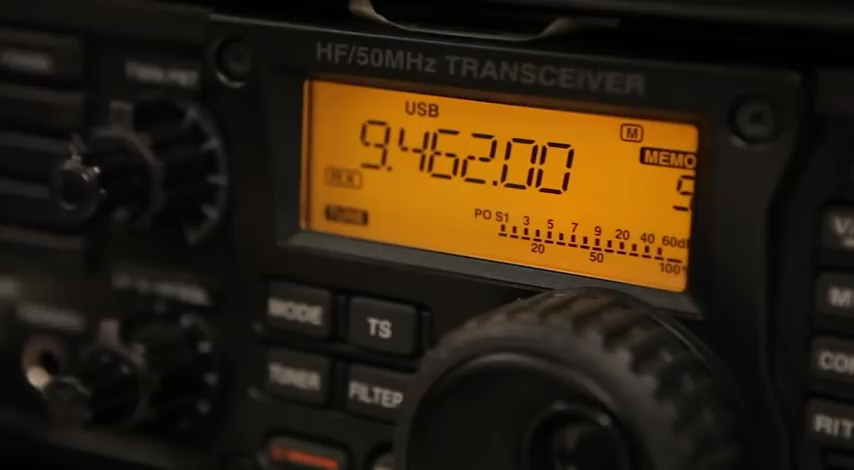 HF/50MHz TRANSCEIVER
USB
M
9.462.00
MEMO
RX
TUNE
PO S1 3 5 7 9 20 40 60dB
20 50 100
MODE
TS
TUNER
FILTER
RIT